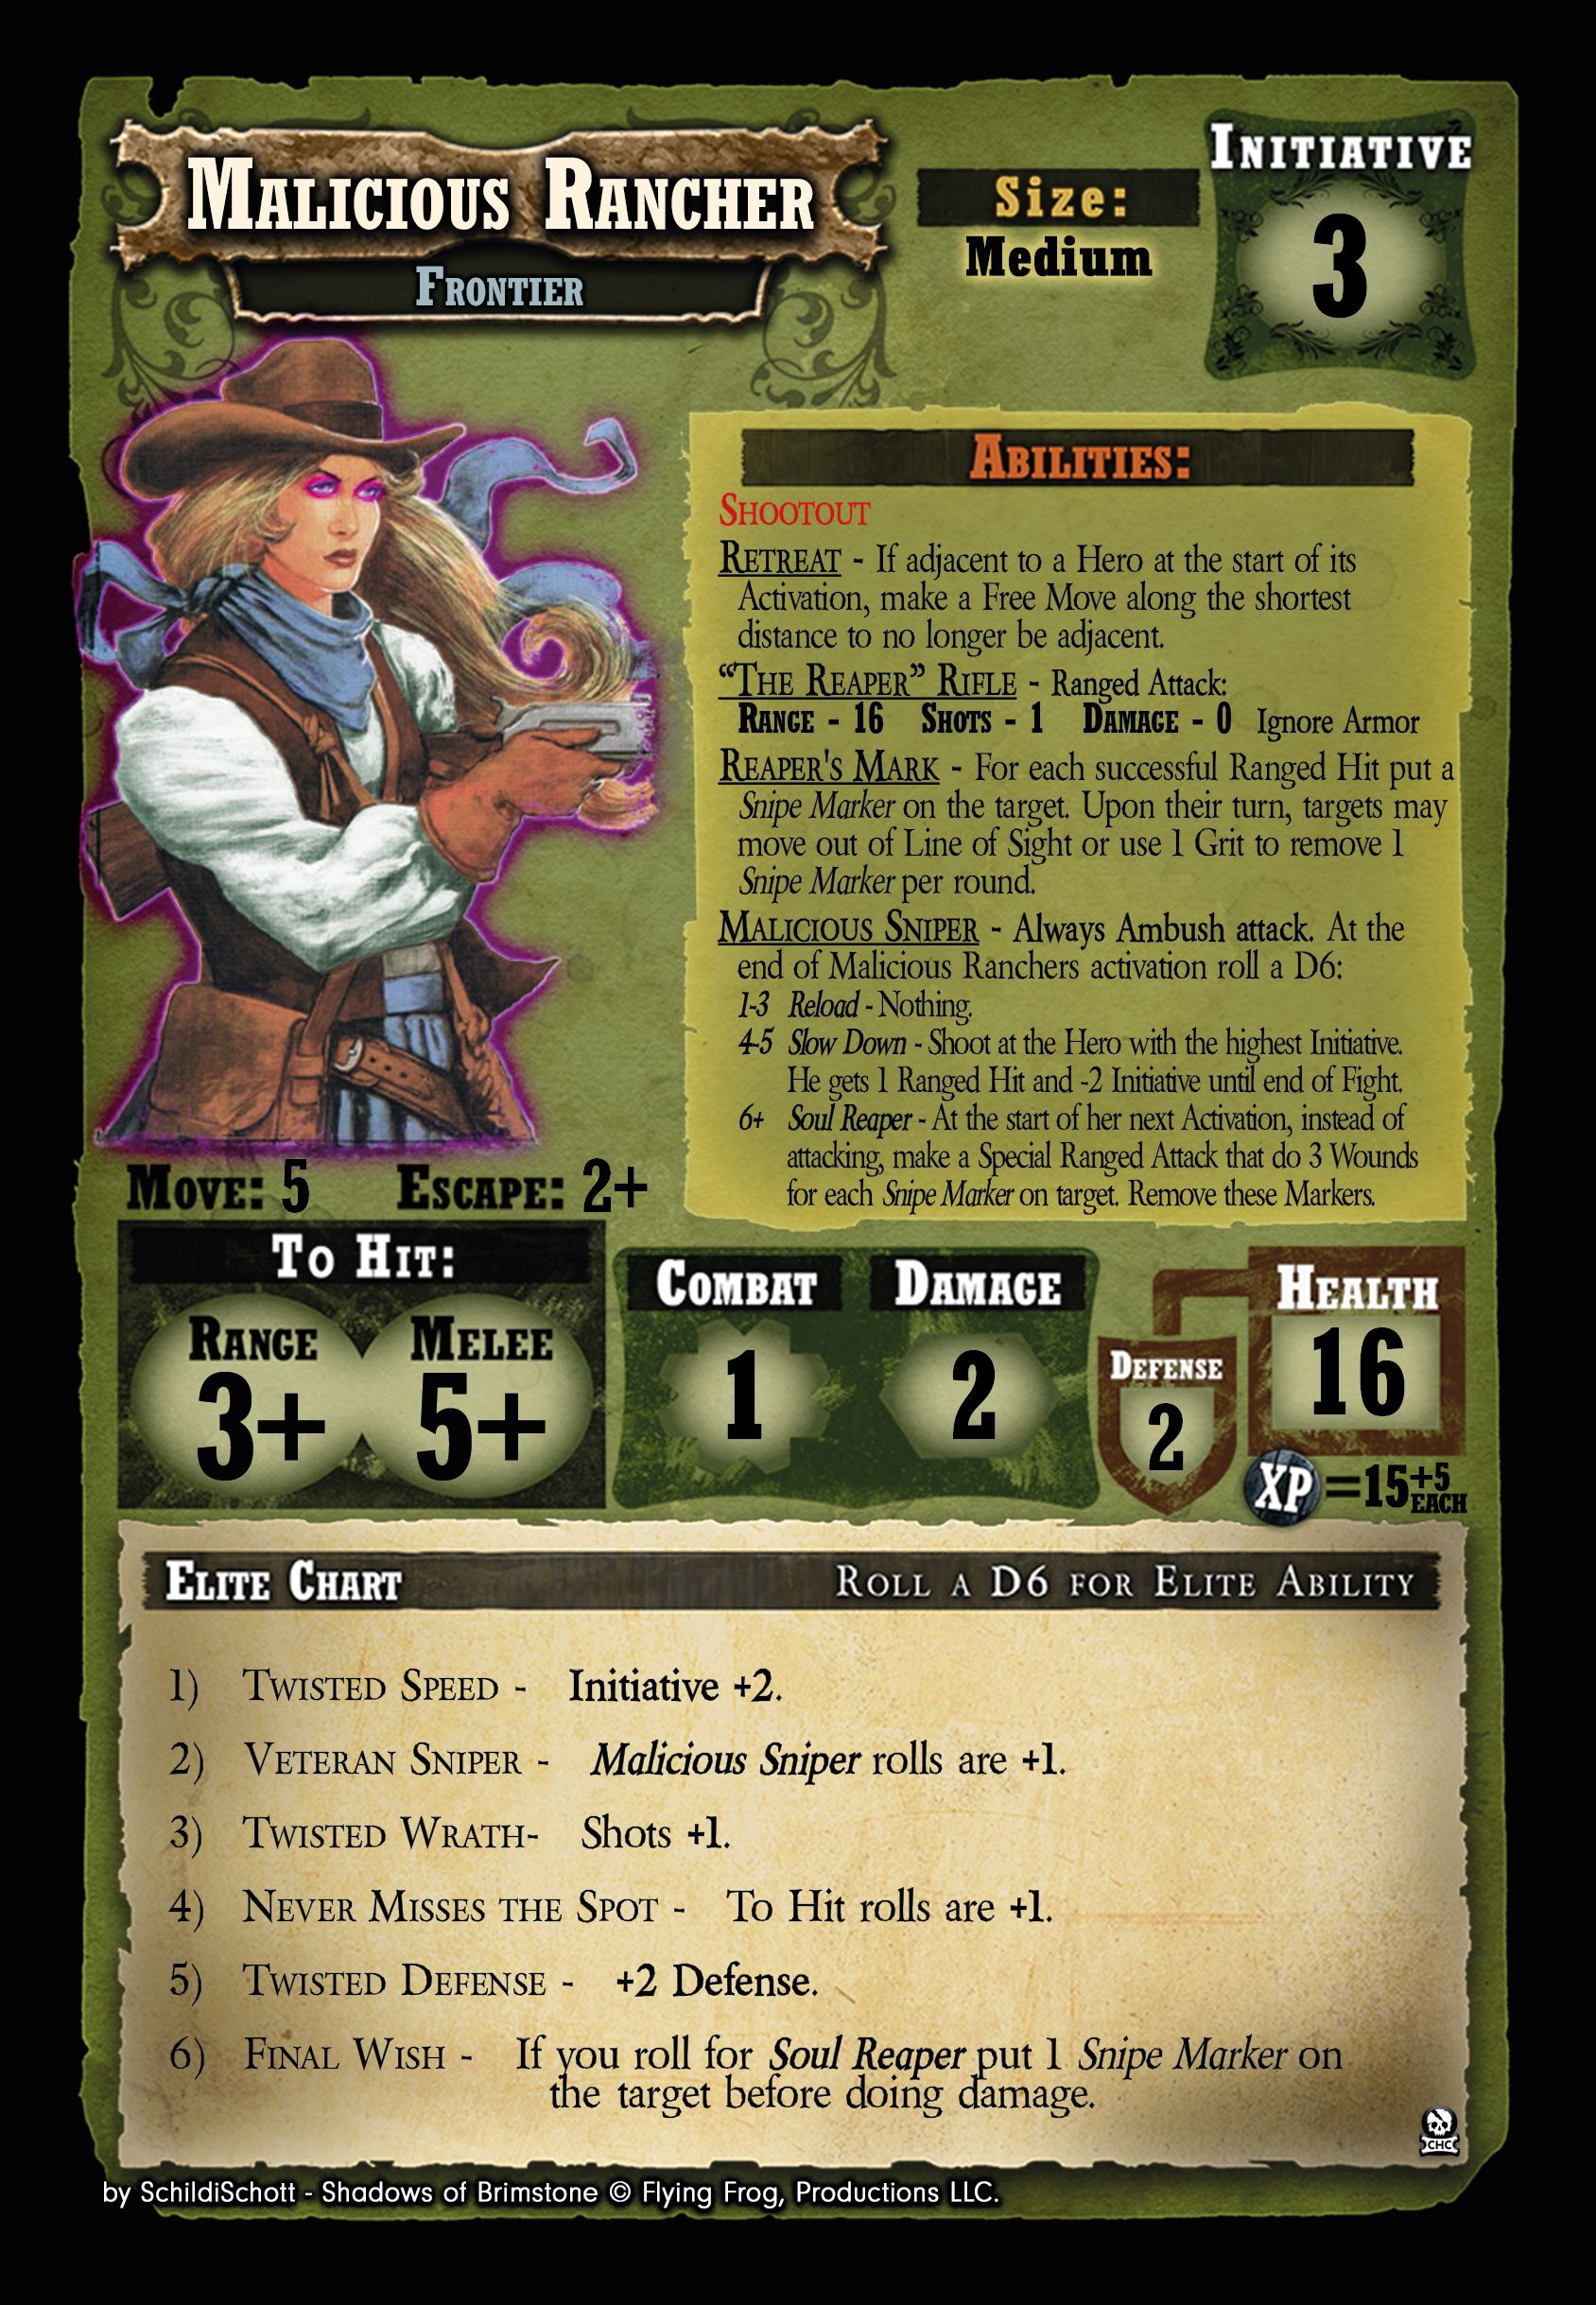 Malicious Rancher
Frontier
Size:
Medium
Initiative
3
Abilities:
Shootout
Retreat - If adjacent to a Hero at the start of its
Activation, make a Free Move along the shortest
distance to no longer be adjacent.
“The Reaper” Rifle - Ranged Attack:
Range - 16 Shots - 1 Damage - 0 Ignore Armor
Reaper's Mark - For each successful Ranged Hit put a
Snipe Marker on the target. Upon their turn, targets may
move out of Line of Sight or use 1 Grit to remove 1
Snipe Marker per round.
Malicious Sniper - Always Ambush attack. At the
end of Malicious Ranchers activation roll a D6:
1-3 Reload - Nothing.
4-5 Slow Down - Shoot at the Hero with the highest Initiative.
He gets 1 Ranged Hit and -2 Initiative until end of Fight.
6+ Soul Reaper - At the start of her next Activation, instead of
attacking, make a Special Ranged Attack that do 3 Wounds
for each Snipe Marker on target. Remove these Markers.
Move: 5 Escape: 2+
To Hit:
Range
3+
Melee
5+
Combat
1
Damage
2
Defense
2
Health
16
XP =15 +5 EACH
Elite Chart
Roll a D6 for Elite Ability
1) Twisted Speed - Initiative +2.
2) Veteran Sniper - Malicious Sniper rolls are +1.
3) Twisted Wrath- Shots +1.
4) Never Misses the Spot - To Hit rolls are +1.
5) Twisted Defense - +2 Defense.
6) Final Wish - If you roll for Soul Reaper put 1 Snipe Marker on
the target before doing damage.
CHC
by SchildiSchott - Shadows of Brimstone © Flying Frog, Productions LLC.